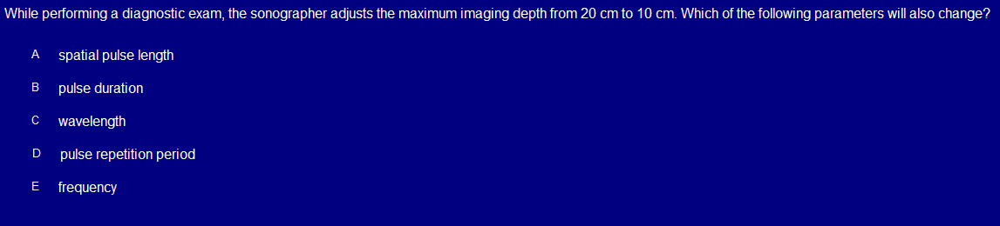 While performing a diagnostic exam, the sonographer adjusts the maximum imaging depth from 20 cm to 10 cm. Which of the following parameters will also change?
A spatial pulse length
B pulse duration
C wavelength
D pulse repetition period
E frequency